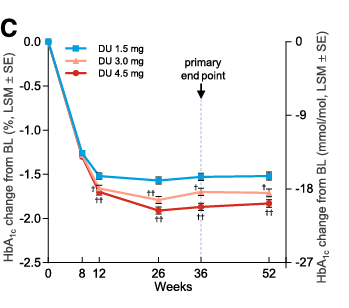 C
DU 1.5 mg
DU 3.0 mg
DU 4.5 mg
primary
end point
HbA1c change from BL (%, LSM ± SE)
0.0
-0.5
-1.0
-1.5
-2.0
-2.5
HbA1c change from BL (mmol/mol, LSM ± SE)
0
-9
-18
-27
† †† † †
†† †† †† ††
0 8 12 26 36 52
Weeks